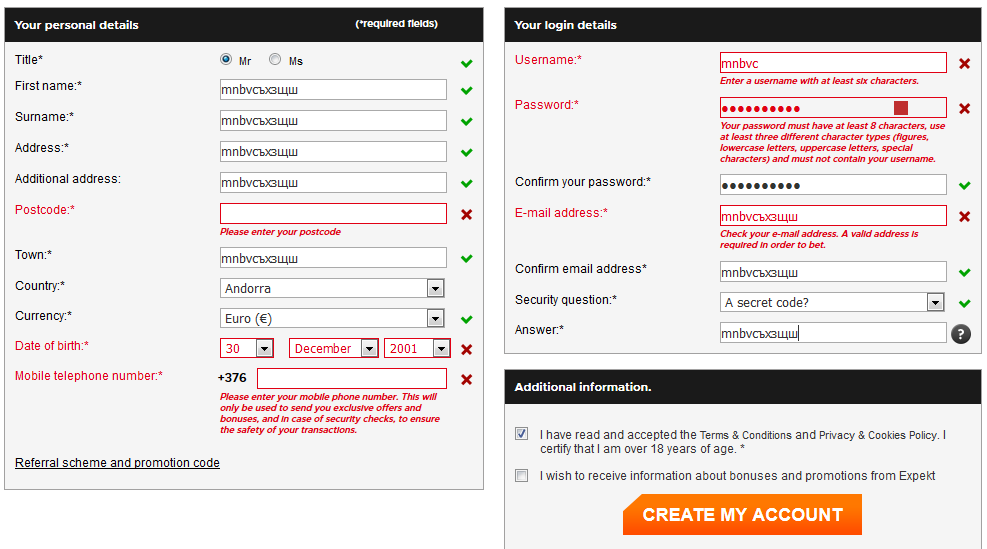 Your personal details (*required fields)
Title* Mr Ms
First name:* mnbvcъхзщш
Surname:* mnbvcъхзщш
Address:* mnbvcъхзщш
Additional address: mnbvcъхзщш
Postcode:*
Please enter your postcode
Town:* mnbvcъхзщш
Country:* Andorra
Currency:* Euro (€)
Date of birth:* 30 December 2001
Mobile telephone number:* +376
Please enter your mobile phone number. This will
only be used to send you exclusive offers and
bonuses, and in case of security checks, to ensure
the safety of your transactions.
Referral scheme and promotion code
Your login details
Username:* mnbvc
Enter a username with at least six characters.
Password:* ●●●●●●●●●●
Your password must have at least 8 characters, use
at least three different character types (figures,
lowercase letters, uppercase letters, special
characters) and must not contain your username.
Confirm your password:* ●●●●●●●●●●
E-mail address:* mnbvcъхзщш
Check your e-mail address. A valid address is
required in order to bet.
Confirm email address* mnbvcъхзщш
Security question:* A secret code?
Answer:* mnbvcъхзщш ?
Additional information.
I have read and accepted the Terms & Conditions and Privacy & Cookies Policy. I
certify that I am over 18 years of age. *
I wish to receive information about bonuses and promotions from Expekt
CREATE MY ACCOUNT